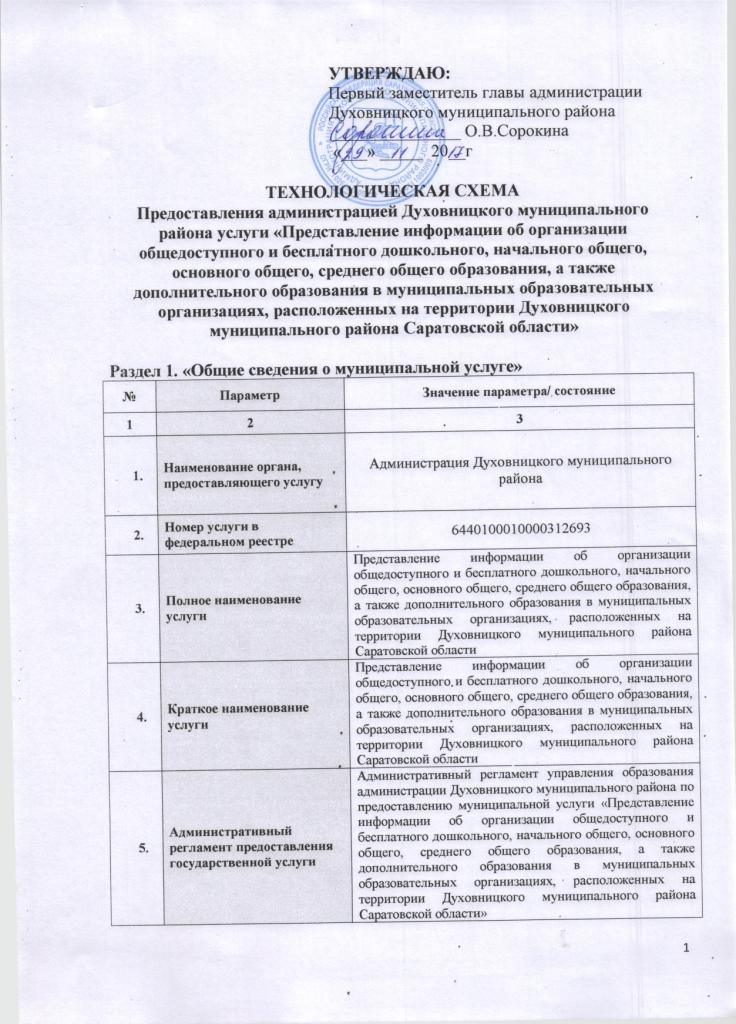 УТВЕРЖДАЮ:
Первый заместитель главы администрации
Духовницкого муниципального района
О.В.Сорокина
«29» 11 2017г
ТЕХНОЛОГИЧЕСКАЯ СХЕМА
Предоставления администрацией Духовницкого муниципального
района услуги «Представление информации об организации
общедоступного и бесплатного дошкольного, начального общего,
основного общего, среднего общего образования, а также
дополнительного образования в муниципальных образовательных
организациях, расположенных на территории Духовницкого
муниципального района Саратовской области»
Раздел 1. «Общие сведения о муниципальной услуге»
№ Параметр Значение параметра/ состояние
1 2 3
1. Наименование органа,
предоставляющего услугу
Администрация Духовницкого муниципального
района
2. Номер услуги в
федеральном реестре
6440100010000312693
3. Полное наименование
услуги
Представление информации об организации
общедоступного и бесплатного дошкольного, начального
общего, основного общего, среднего общего образования,
а также дополнительного образования в муниципальных
образовательных организациях, расположенных на
территории Духовницкого муниципального района
Саратовской области
4. Краткое наименование
услуги
Представление информации об организации
общедоступного и бесплатного дошкольного, начального
общего, основного общего, среднего общего образования,
а также дополнительного образования в муниципальных
образовательных организациях, расположенных на
территории Духовницкого муниципального района
Саратовской области
5. Административный
регламент предоставления
государственной услуги
Административный регламент управления образования
администрации Духовницкого муниципального района по
предоставлению муниципальной услуги «Представление
информации об организации общедоступного и
бесплатного дошкольного, начального общего, основного
общего, среднего общего образования, а также
дополнительного образования в муниципальных
образовательных организациях, расположенных на
территории Духовницкого муниципального района
Саратовской области»
1